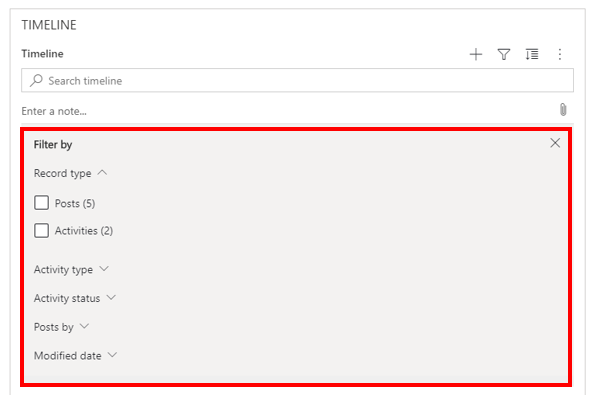 TIMELINE
Timeline
Search timeline
Enter a note...
Filter by
Record type
Posts (5)
Activities (2)
Activity type
Activity status
Posts by
Modified date